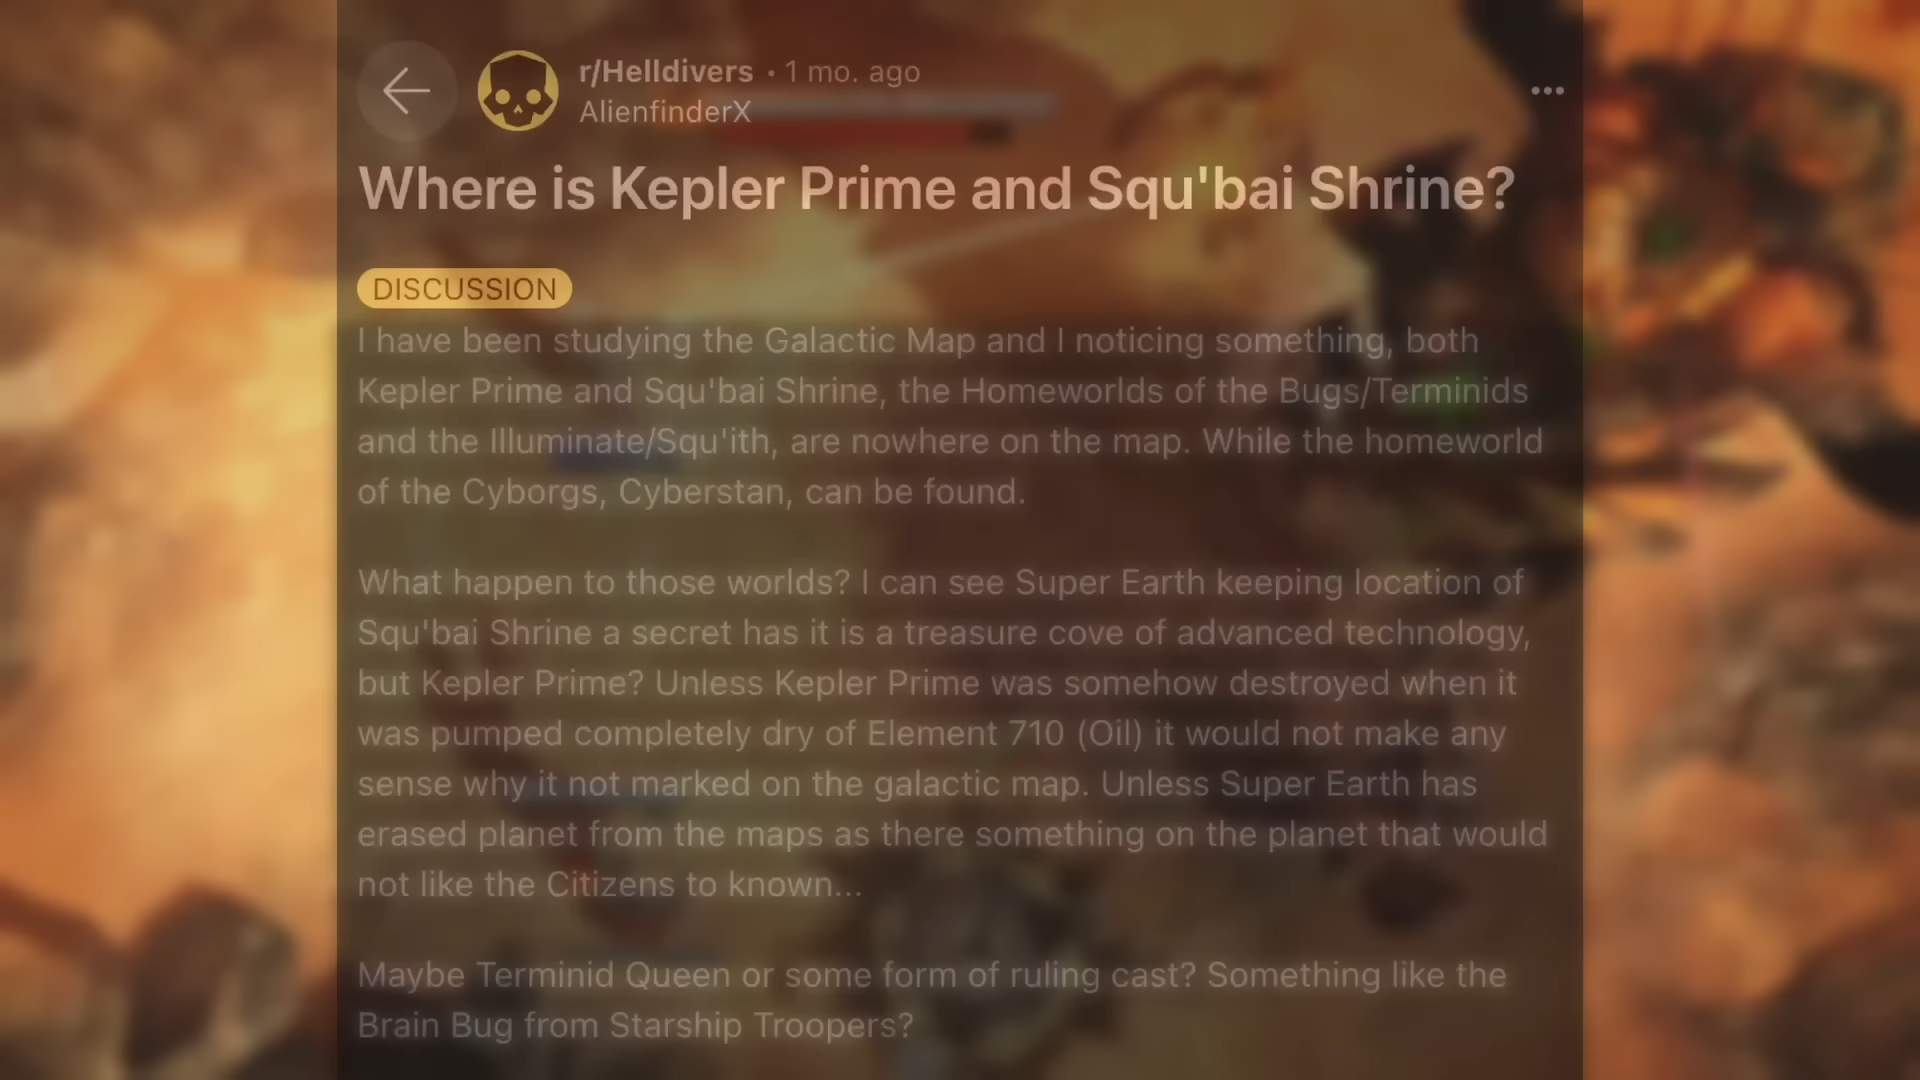 r/Helldivers • 1 mo. ago
AlienfinderX
Where is Kepler Prime and Squ'bai Shrine?
DISCUSSION
I have been studying the Galactic Map and I noticing something, both
Kepler Prime and Squ'bai Shrine, the Homeworlds of the Bugs/Terminids
and the Illuminate/Squ'ith, are nowhere on the map. While the homeworld
of the Cyborgs, Cyberstan, can be found.
What happen to those worlds? I can see Super Earth keeping location of
Squ'bai Shrine a secret has it is a treasure cove of advanced technology,
but Kepler Prime? Unless Kepler Prime was somehow destroyed when it
was pumped completely dry of Element 710 (Oil) it would not make any
sense why it not marked on the galactic map. Unless Super Earth has
erased planet from the maps as there something on the planet that would
not like the Citizens to known...
Maybe Terminid Queen or some form of ruling cast? Something like the
Brain Bug from Starship Troopers?